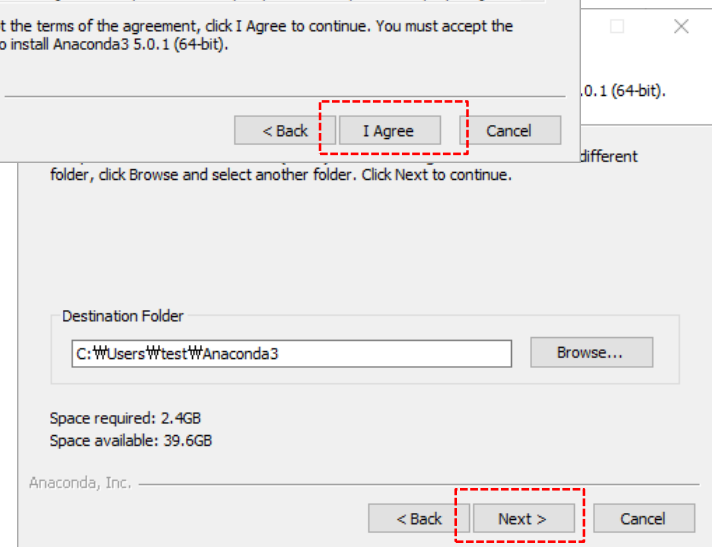 t the terms of the agreement, click I Agree to continue. You must accept the
o install Anaconda3 5.0.1 (64-bit).
< Back
I Agree
Cancel
.0.1 (64-bit).
different
folder, click Browse and select another folder. Click Next to continue.
Destination Folder
C:₩Users₩test₩Anaconda3
Browse...
Space required: 2.4GB
Space available: 39.6GB
Anaconda, Inc.
< Back
Next >
Cancel